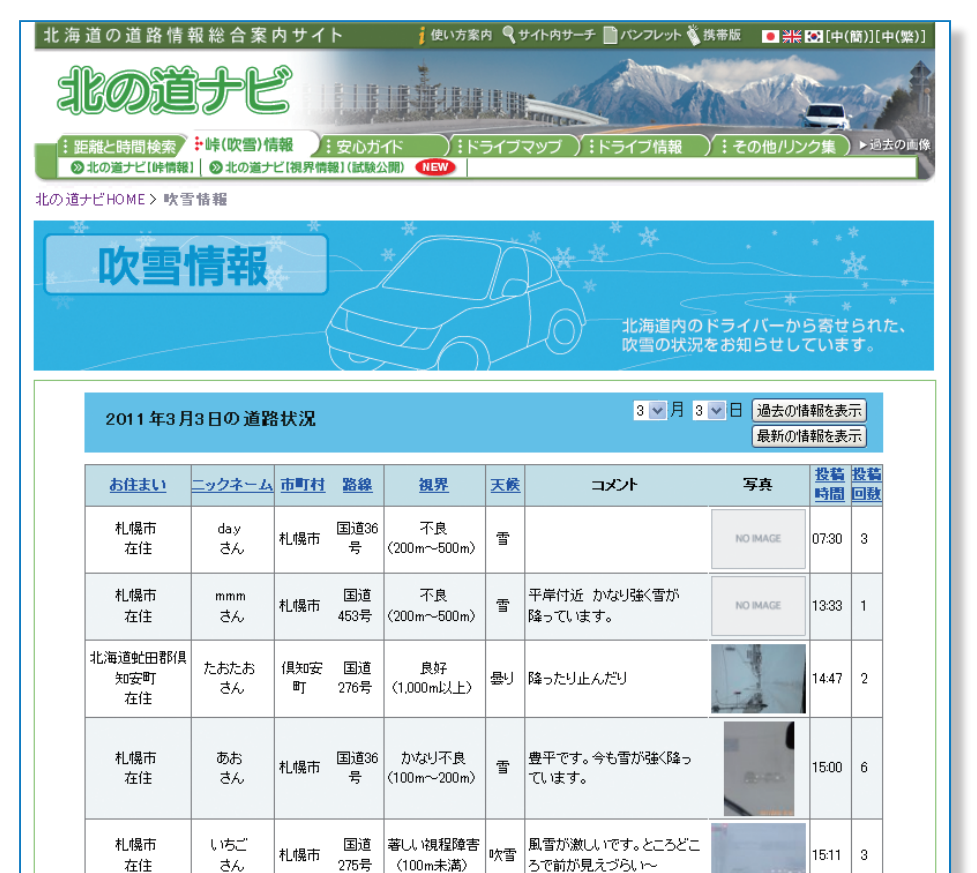 北海道の道路情報総合案内サイト
使い方案内 サイト内サーチ パンフレット 携帯版 [中(簡)][中(繁)]
北の道ナビ
距離と時間検索 峠(吹雪)情報 安心ガイド ドライブマップ ドライブ情報 その他/リンク集 ▶過去の画像
北の道ナビ【峠情報】 北の道ナビ【視界情報】(試験公開) NEW
北の道ナビHOME > 吹雪情報
吹雪情報
北海道内のドライバーから寄せられた、
吹雪の状況をお知らせしています。
2011年3月3日の道路状況
3 月 3 日 過去の情報を表示
最新の情報を表示
お住まい ニックネーム 市町村 路線 視界 天候 コメント 写真 投稿時間 投稿回数
札幌市在住 dayさん 札幌市 国道36号 不良(200m～500m) 雪 NO IMAGE 07:30 3
札幌市在住 mmmさん 札幌市 国道453号 不良(200m～500m) 雪 平岸付近 かなり強く雪が降っています。 NO IMAGE 13:33 1
北海道虻田郡倶知安町在住 たおたおさん 倶知安町 国道276号 良好(1,000m以上) 曇り 降ったり止んだり 14:47 2
札幌市在住 あおさん 札幌市 国道36号 かなり不良(100m～200m) 雪 豊平です。今も雪が強く降っています。 15:00 6
札幌市在住 いちごさん 札幌市 国道275号 著しい視程障害(100m未満) 吹雪 風雪が激しいです。ところどころで前が見えづらい～ 15:11 3